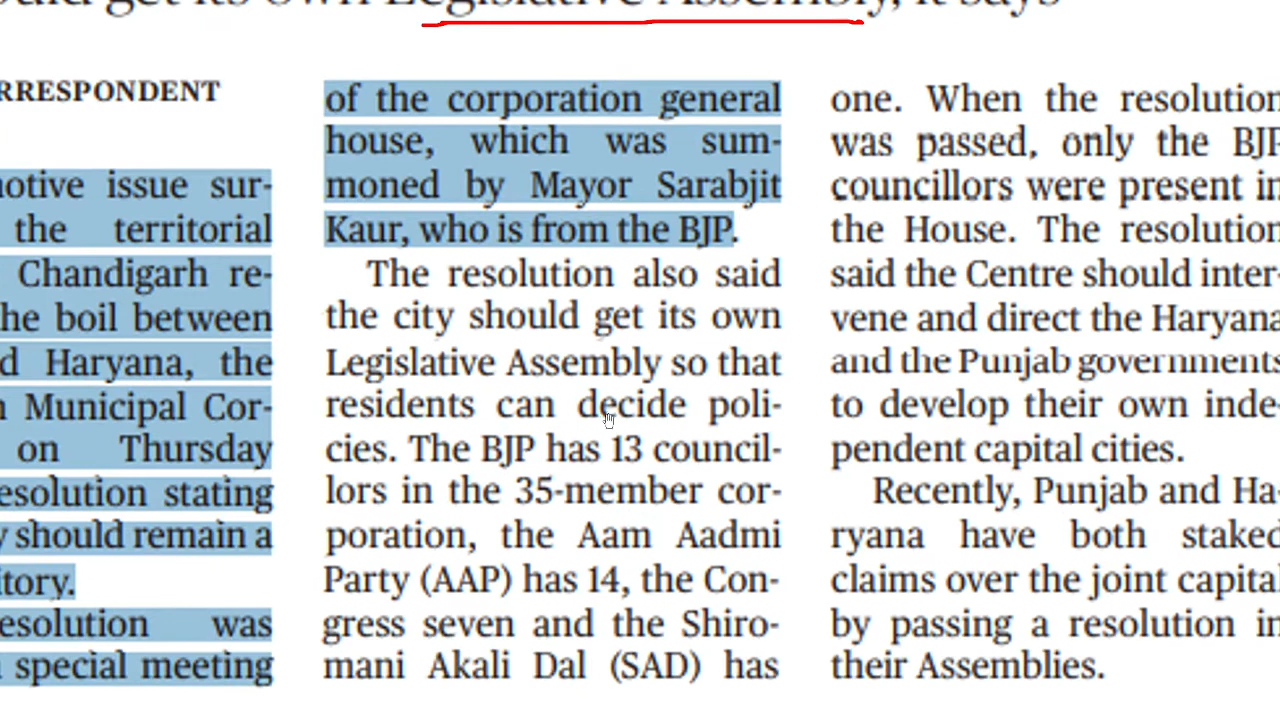 its own Legislative Assembly, it says
RRESPONDENT
issue sur-
the territorial
Chandigarh re-
boil between
Haryana, the
Municipal Cor-
on Thursday
stating
should remain a
was
special meeting
of the corporation general
house, which was sum-
moned by Mayor Sarabjit
Kaur, who is from the BJP.
The resolution also said
the city should get its own
Legislative Assembly so that
residents can decide poli-
cies. The BJP has 13 council-
lors in the 35-member cor-
poration, the Aam Aadmi
Party (AAP) has 14, the Con-
gress seven and the Shiro-
mani Akali Dal (SAD) has
one. When the resolution
was passed, only the BJP
councillors were present in
the House. The resolution
said the Centre should inter-
vene and direct the Haryana
and the Punjab governments
to develop their own inde-
pendent capital cities.
Recently, Punjab and Ha-
ryana have both staked
claims over the joint capital
by passing a resolution in
their Assemblies.